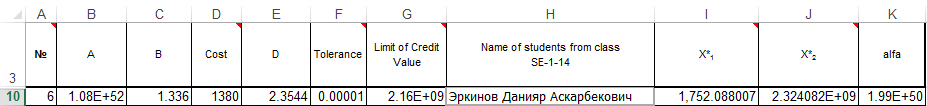 A B C D E F G H I J K
3 № A B Cost D Tolerance Limit of Credit Value Name of students from class SE-1-14 X*₁ X*₂ alfa
10 6 1.08E+52 1.336 1380 2.3544 0.00001 2.16E+09 Эркинов Данияр Аскарбекович 1,752.088007 2.324082E+09 1.99E+50